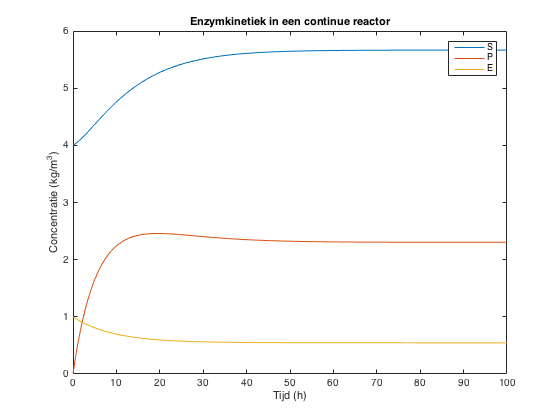 Enzymkinetiek in een continue reactor
S
P
E
6
5
4
3
2
1
0
Concentratie (kg/m³)
0 10 20 30 40 50 60 70 80 90 100
Tijd (h)